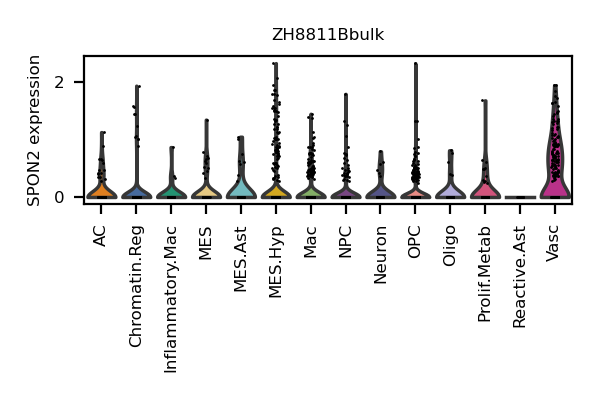 ZH8811Bbulk
SPON2 expression
2
0
AC
Chromatin.Reg
Inflammatory.Mac
MES
MES.Ast
MES.Hyp
Mac
NPC
Neuron
OPC
Oligo
Prolif.Metab
Reactive.Ast
Vasc